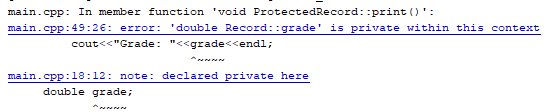 main.cpp: In member function 'void ProtectedRecord::print()':
main.cpp:49:26: error: 'double Record::grade' is private within this context
cout<<"Grade: "<<grade<<endl;
^~~~~
main.cpp:18:12: note: declared private here
double grade;
^~~~~